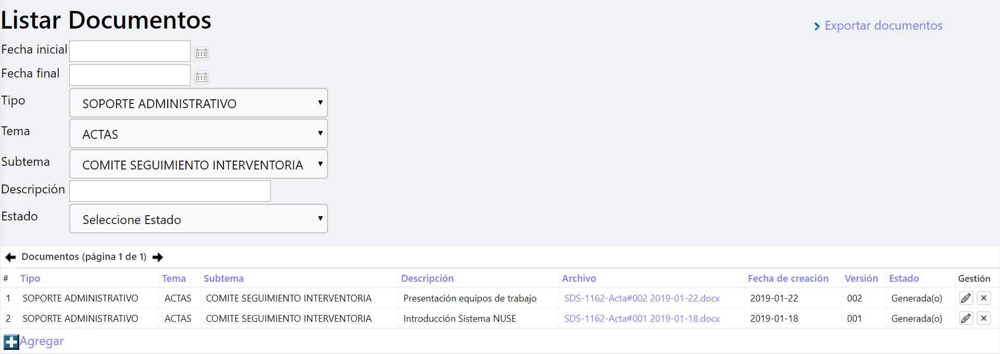 Listar Documentos
Exportar documentos
Fecha inicial
Fecha final
Tipo SOPORTE ADMINISTRATIVO
Tema ACTAS
Subtema COMITE SEGUIMIENTO INTERVENTORIA
Descripción
Estado Seleccione Estado
Documentos (página 1 de 1)
# Tipo Tema Subtema Descripción Archivo Fecha de creación Versión Estado Gestión
1 SOPORTE ADMINISTRATIVO ACTAS COMITE SEGUIMIENTO INTERVENTORIA Presentación equipos de trabajo SDS-1162-Acta#002 2019-01-22.docx 2019-01-22 002 Generada(o)
2 SOPORTE ADMINISTRATIVO ACTAS COMITE SEGUIMIENTO INTERVENTORIA Introducción Sistema NUSE SDS-1162-Acta#001 2019-01-18.docx 2019-01-18 001 Generada(o)
Agregar